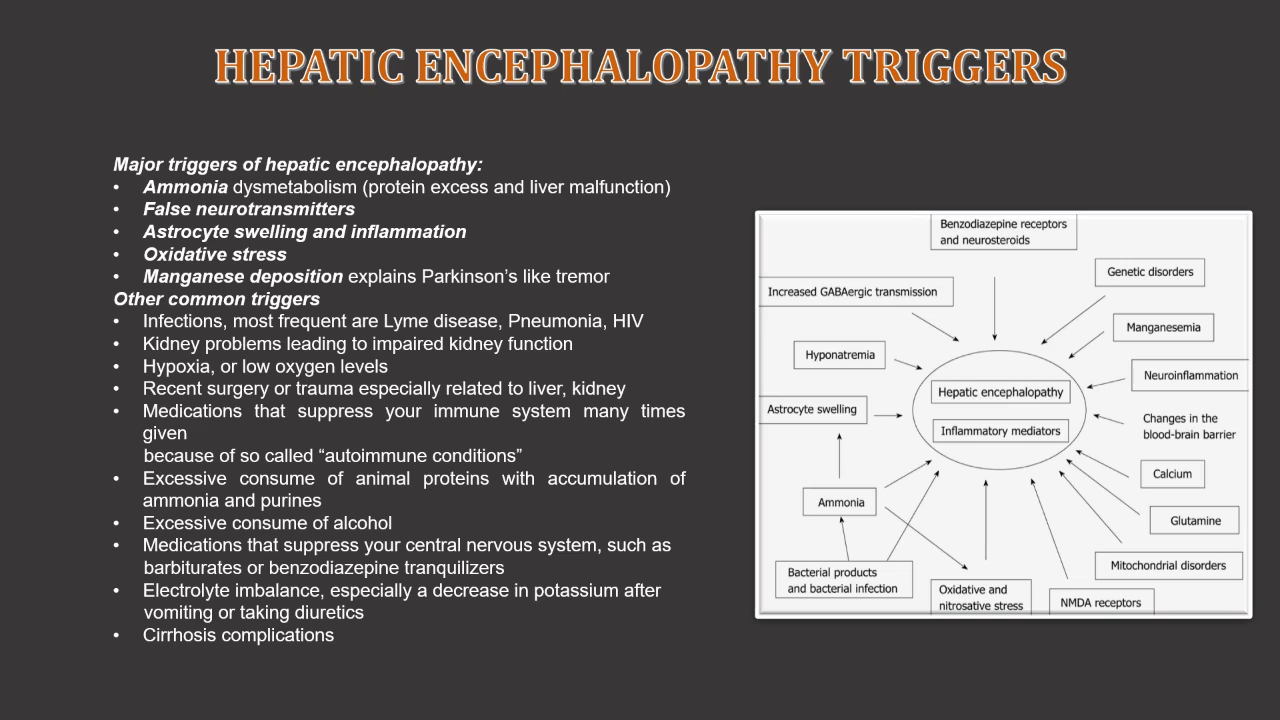 HEPATIC ENCEPHALOPATHY TRIGGERS
Major triggers of hepatic encephalopathy:
• Ammonia dysmetabolism (protein excess and liver malfunction)
• False neurotransmitters
• Astrocyte swelling and inflammation
• Oxidative stress
• Manganese deposition explains Parkinson’s like tremor
Other common triggers
• Infections, most frequent are Lyme disease, Pneumonia, HIV
• Kidney problems leading to impaired kidney function
• Hypoxia, or low oxygen levels
• Recent surgery or trauma especially related to liver, kidney
• Medications that suppress your immune system many times
given
because of so called “autoimmune conditions”
• Excessive consume of animal proteins with accumulation of
ammonia and purines
• Excessive consume of alcohol
• Medications that suppress your central nervous system, such as
barbiturates or benzodiazepine tranquilizers
• Electrolyte imbalance, especially a decrease in potassium after
vomiting or taking diuretics
• Cirrhosis complications
Benzodiazepine receptors
and neurosteroids
Genetic disorders
Increased GABAergic transmission
Manganesemia
Hyponatremia
Neuroinflammation
Hepatic encephalopathy
Astrocyte swelling
Changes in the
blood-brain barrier
Inflammatory mediators
Calcium
Ammonia
Glutamine
Mitochondrial disorders
Bacterial products
and bacterial infection
Oxidative and
nitrosative stress
NMDA receptors